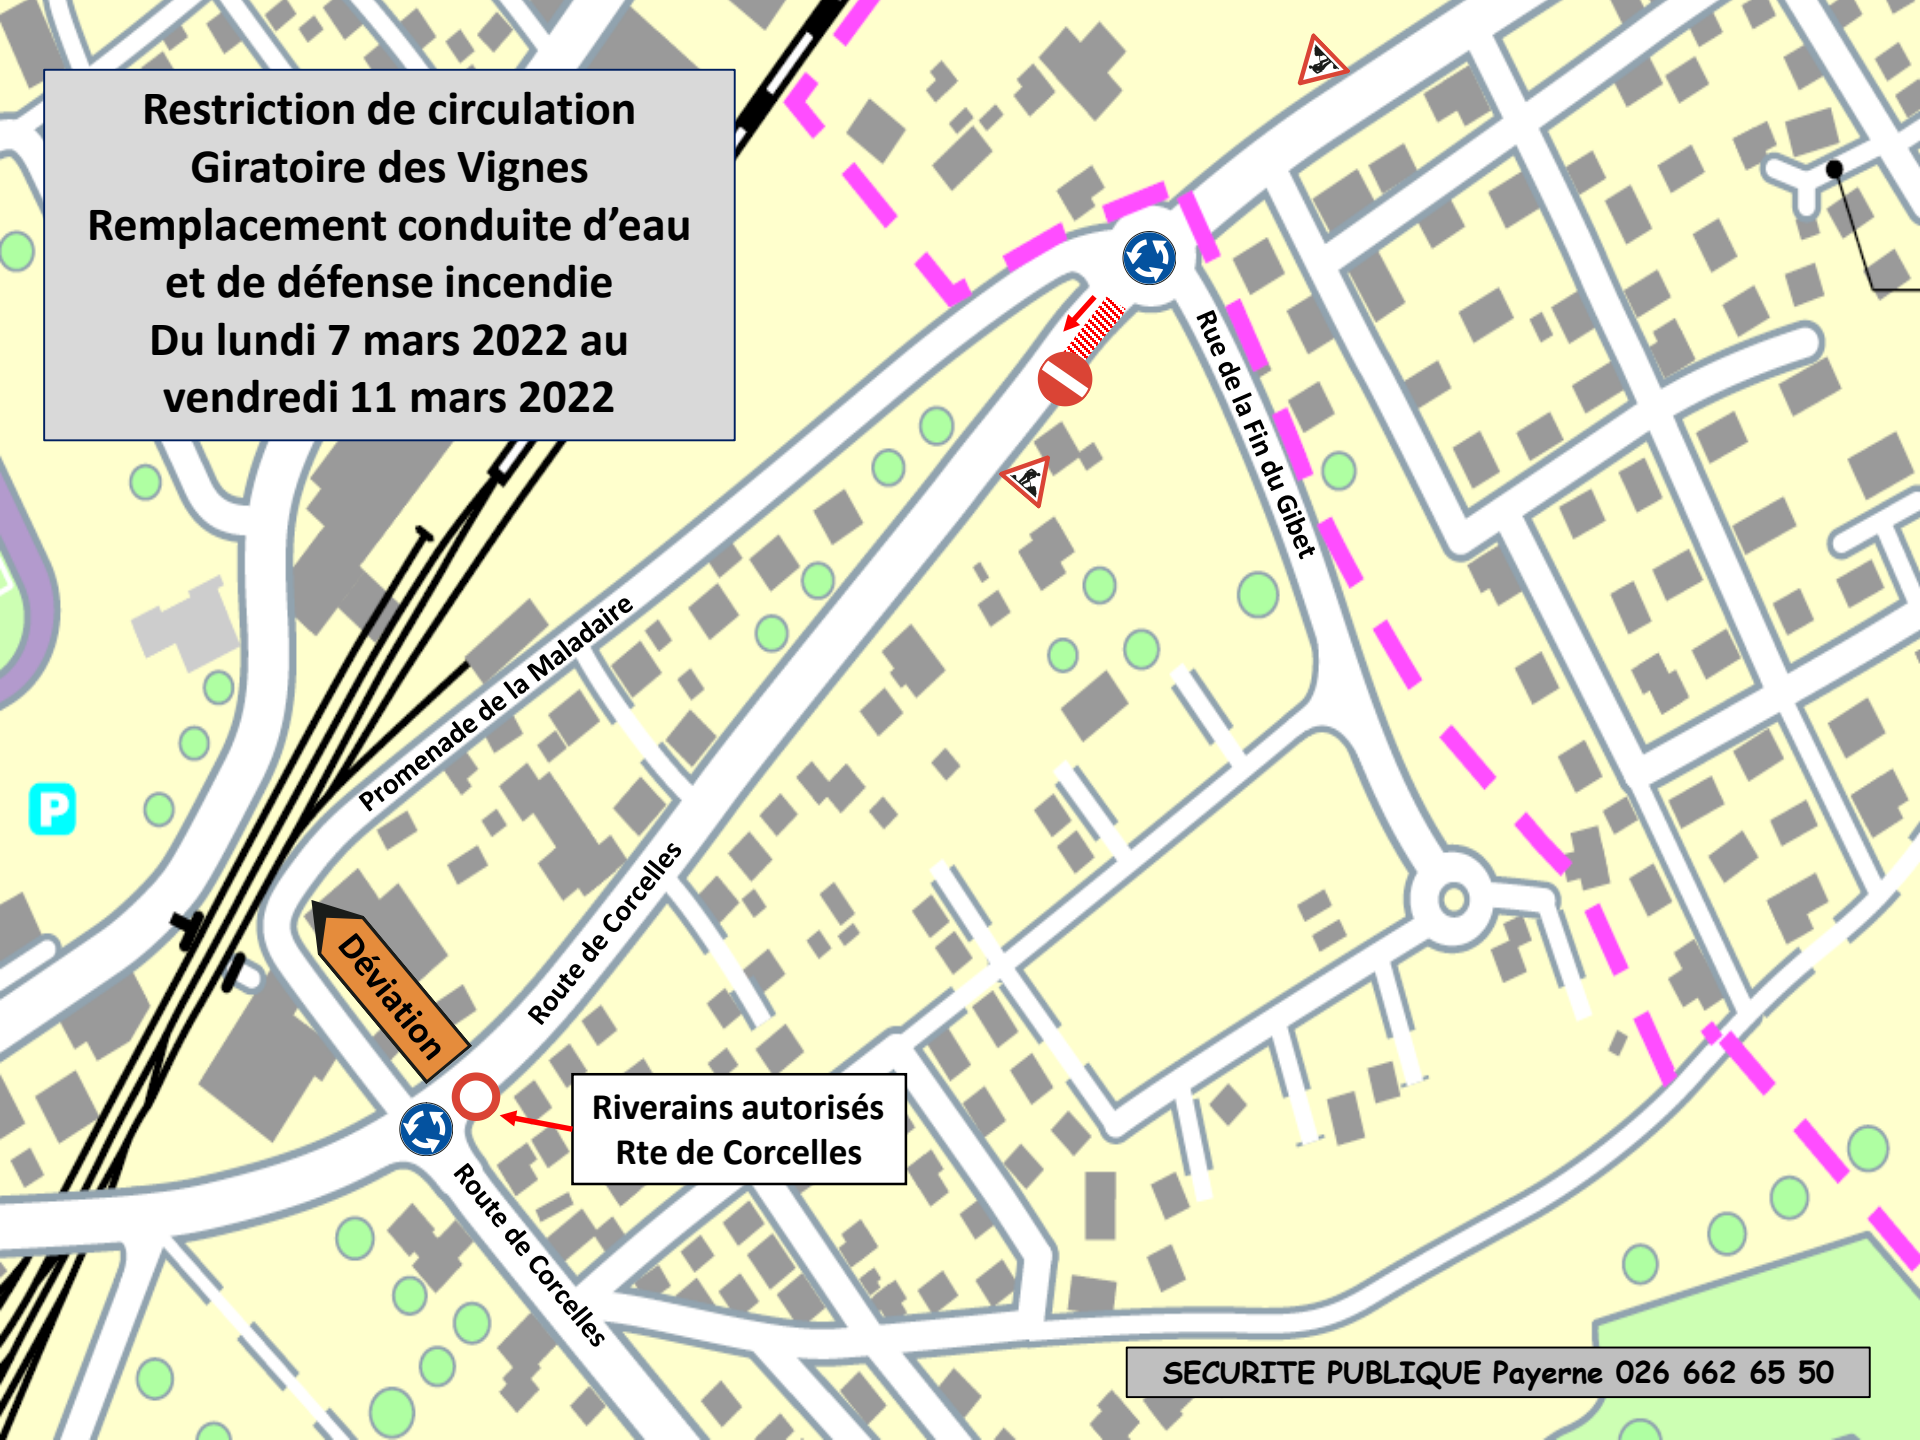 Restriction de circulation
Giratoire des Vignes
Remplacement conduite d’eau
et de défense incendie
Du lundi 7 mars 2022 au
vendredi 11 mars 2022
Rue de la Fin du Gibet
Promenade de la Maladaire
P
Route de Corcelles
Déviation
Riverains autorisés
Rte de Corcelles
Route de Corcelles
SECURITE PUBLIQUE Payerne 026 662 65 50